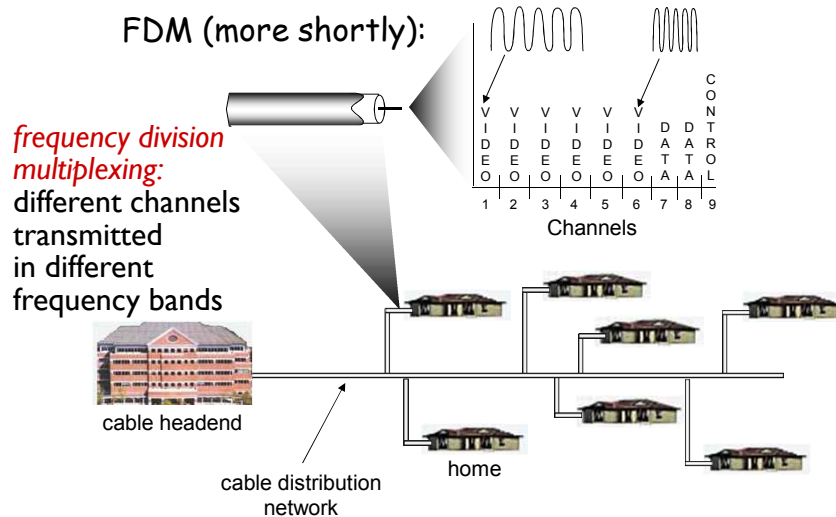 FDM (more shortly):
frequency division
multiplexing:
different channels
transmitted
in different
frequency bands
VIDEO
VIDEO
VIDEO
VIDEO
VIDEO
VIDEO
DATA
DATA
CONTROL
1 2 3 4 5 6 7 8 9
Channels
cable headend
cable distribution
network
home